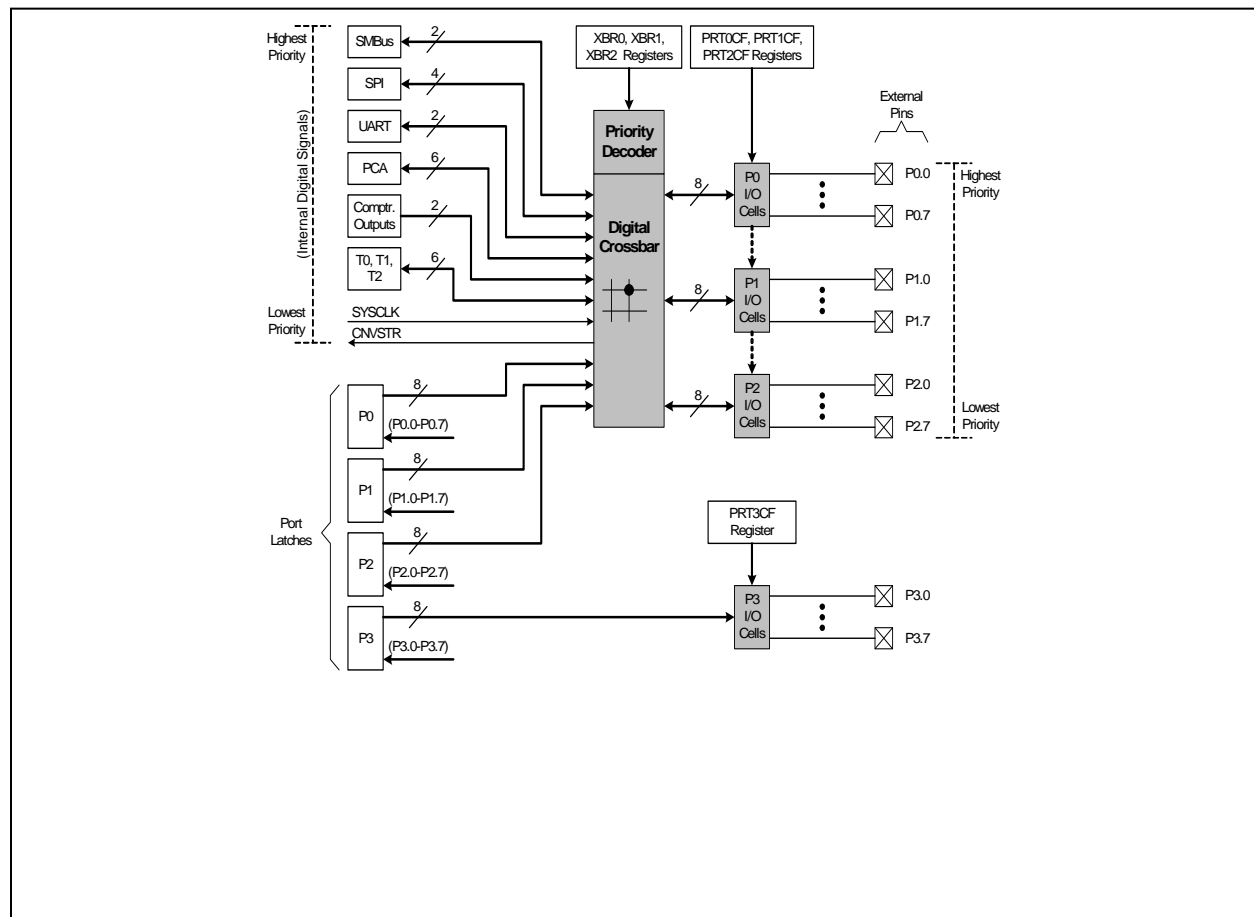 Highest
Priority
(Internal Digital Signals)
Lowest
Priority
SMBus
2
SPI
4
UART
2
PCA
6
Comptr.
Outputs
2
T0, T1,
T2
6
SYSCLK
CNVSTR
XBR0, XBR1,
XBR2 Registers
PRT0CF, PRT1CF,
PRT2CF Registers
Priority
Decoder
Digital
Crossbar
8
P0
I/O
Cells
8
P1
I/O
Cells
8
P2
I/O
Cells
External
Pins
P0.0
P0.7
P1.0
P1.7
P2.0
P2.7
Highest
Priority
Lowest
Priority
Port
Latches
P0
8
(P0.0-P0.7)
P1
8
(P1.0-P1.7)
P2
8
(P2.0-P2.7)
P3
8
(P3.0-P3.7)
PRT3CF
Register
P3
I/O
Cells
P3.0
P3.7